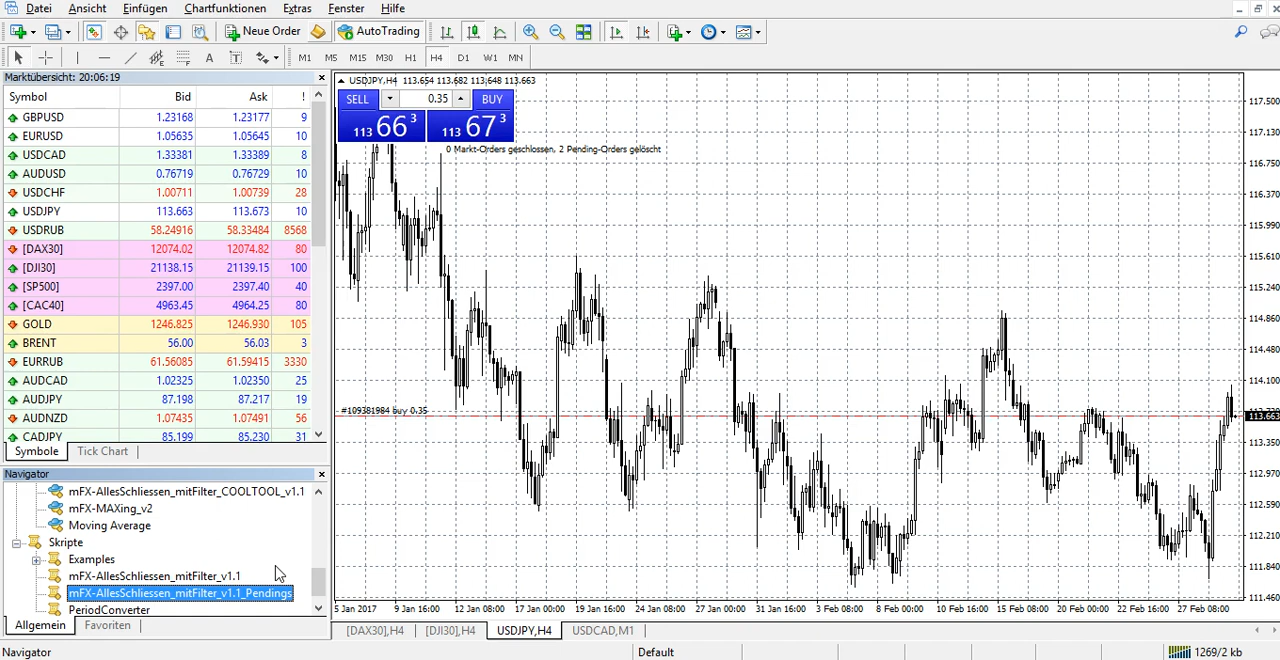 Datei Ansicht Einfügen Chartfunktionen Extras Fenster Hilfe
New Order AutoTrading
A T M1 M5 M15 M30 H1 H4 D1 W1 MN
Marktübersicht: 20:06:19
Symbol Bid Ask !
GBPUSD 1.23168 1.23177 9
EURUSD 1.05635 1.05645 10
USDCAD 1.33381 1.33389 8
AUDUSD 0.76719 0.76729 10
USDCHF 1.00711 1.00739 28
USDJPY 113.663 113.673 10
USDRUB 58.24916 58.33484 8568
[DAX30] 12074.02 12074.82 80
[DJI30] 21138.15 21139.15 100
[SP500] 2397.00 2397.40 40
[CAC40] 4963.45 4964.25 80
GOLD 1246.825 1246.930 105
BRENT 56.00 56.03 3
EURRUB 61.56085 61.59415 3330
AUDCAD 1.02325 1.02350 25
AUDJPY 87.198 87.217 19
AUDNZD 1.07435 1.07491 56
CADJPY 85.199 85.230 31
Symbole Tick Chart
Navigator
mFX-AllesSchliessen_mitFilter_COOLTOOL_v1.1
mFX-MAXing_v2
Moving Average
Skripte
Examples
mFX-AllesSchliessen_mitFilter_v1.1
mFX-AllesSchliessen_mitFilter_v1.1_Pendings
PeriodConverter
Allgemein Favoriten
USDJPY,H4 113.654 113.682 113.648 113.663
SELL 0.35 BUY
113 66 3 113 67 3
0 Markt-Orders geschlossen, 2 Pending-Orders gelöscht
#109381984 buy 0.35
117.500
117.130
116.750
116.370
115.990
115.610
115.240
114.860
114.480
114.100
113.663
113.350
112.970
112.590
112.210
111.840
111.460
5 Jan 2017 9 Jan 16:00 12 Jan 08:00 17 Jan 00:00 19 Jan 16:00 24 Jan 08:00 27 Jan 00:00 31 Jan 16:00 3 Feb 08:00 8 Feb 00:00 10 Feb 16:00 15 Feb 08:00 20 Feb 00:00 22 Feb 16:00 27 Feb 08:00
[DAX30],H4 [DJI30],H4 USDJPY,H4 USDCAD,M1
Navigator Default 1269/2 kb